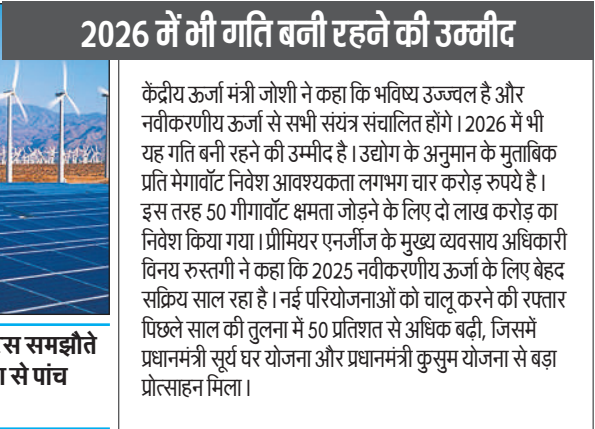 2026 में भी गति बनी रहने की उम्मीद
केंद्रीय ऊर्जा मंत्री जोशी ने कहा कि भविष्य उज्ज्वल है और
नवीकरणीय ऊर्जा से सभी संयंत्र संचालित होंगे। 2026 में भी
यह गति बनी रहने की उम्मीद है। उद्योग के अनुमान के मुताबिक
प्रति मेगावॉट निवेश आवश्यकता लगभग चार करोड़ रुपये है।
इस तरह 50 गीगावॉट क्षमता जोड़ने के लिए दो लाख करोड़ का
निवेश किया गया। प्रीमियर एनर्जीज के मुख्य व्यवसाय अधिकारी
विनय रुस्तगी ने कहा कि 2025 नवीकरणीय ऊर्जा के लिए बेहद
सक्रिय साल रहा है। नई परियोजनाओं को चालू करने की रफ्तार
पिछले साल की तुलना में 50 प्रतिशत से अधिक बढ़ी, जिसमें
प्रधानमंत्री सूर्य घर योजना और प्रधानमंत्री कुसुम योजना से बड़ा
प्रोत्साहन मिला।
समझौते
से पांच